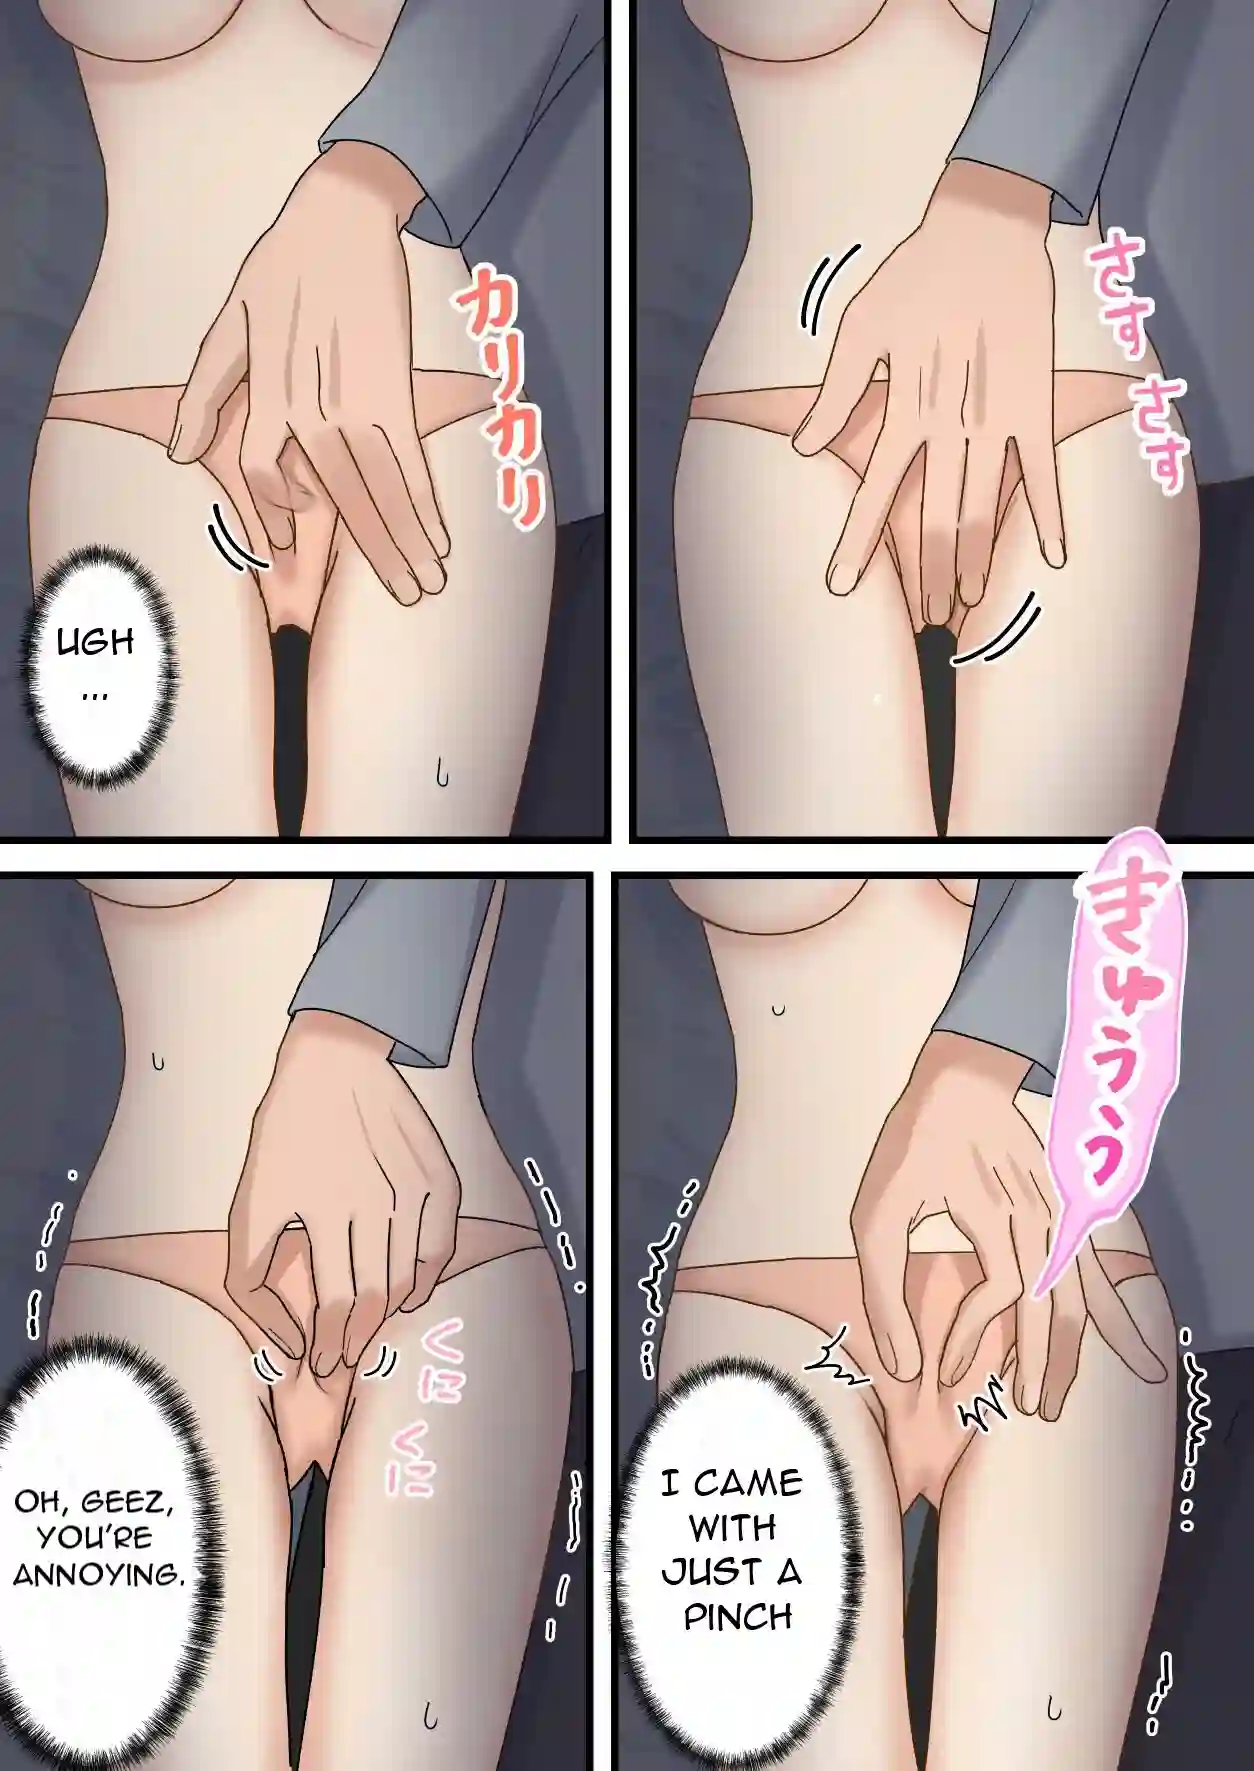 カリカリ
UGH
...
さす さす
くに
くに
OH, GEEZ,
YOU'RE
ANNOYING.
きゅうぅ
I CAME
WITH
JUST A
PINCH